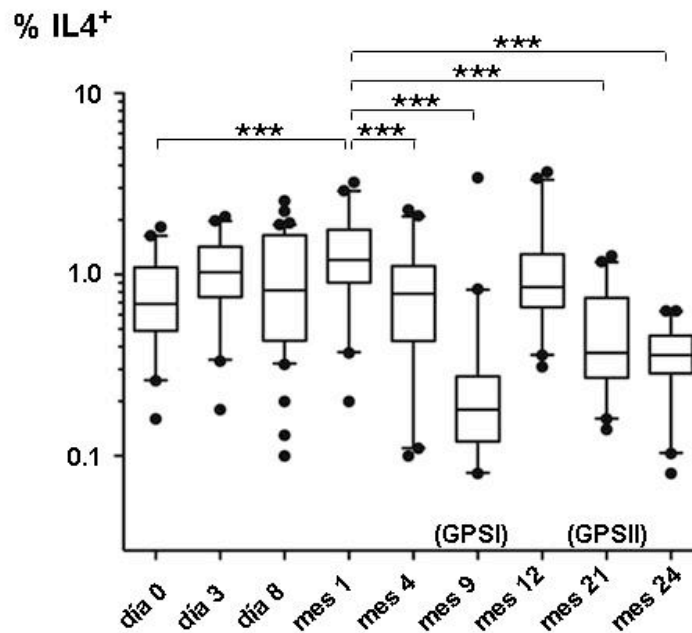 % IL4+
***
***
***
*** ***
10
1.0
0.1
(GPSI) (GPSII)
día 0 día 3 día 8 mes 1 mes 4 mes 9 mes 12 mes 21 mes 24